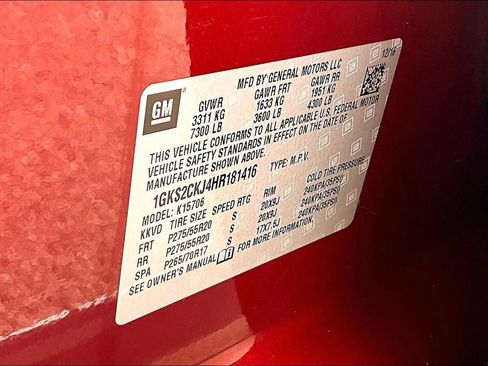 MFD BY GENERAL MOTORS LLC 12/16
GM
GVWR GAWR FRT GAWR RR
3311 KG 1633 KG 1951 KG
7300 LB 3600 LB 4300 LB
THIS VEHICLE CONFORMS TO ALL APPLICABLE U.S. FEDERAL MOTOR
VEHICLE SAFETY STANDARDS IN EFFECT ON THE DATE OF
MANUFACTURE SHOWN ABOVE.
1GKS2CKJ4HR181416 TYPE: M.P.V.
MODEL: K15706
KKVD TIRE SIZE SPEED RTG RIM COLD TIRE PRESSURE
FRT P275/55R20 S 20X9J 240KPA(35PSI)
RR P275/55R20 S 20X9J 240KPA(35PSI)
SPA P265/70R17 S 17X7.5J 240KPA(35PSI)
SEE OWNER'S MANUAL FOR MORE INFORMATION.